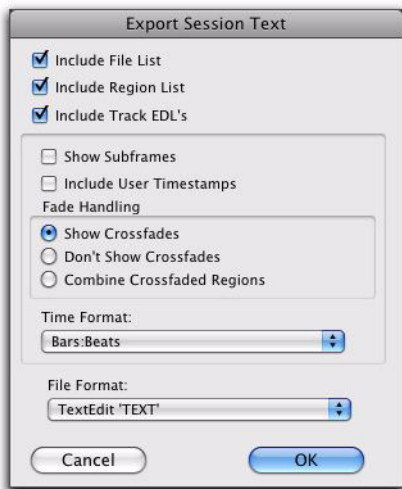 Export Session Text
Include File List
Include Region List
Include Track EDL's
Show Subframes
Include User Timestamps
Fade Handling
Show Crossfades
Don't Show Crossfades
Combine Crossfaded Regions
Time Format:
Bars:Beats
File Format:
TextEdit 'TEXT'
Cancel
OK